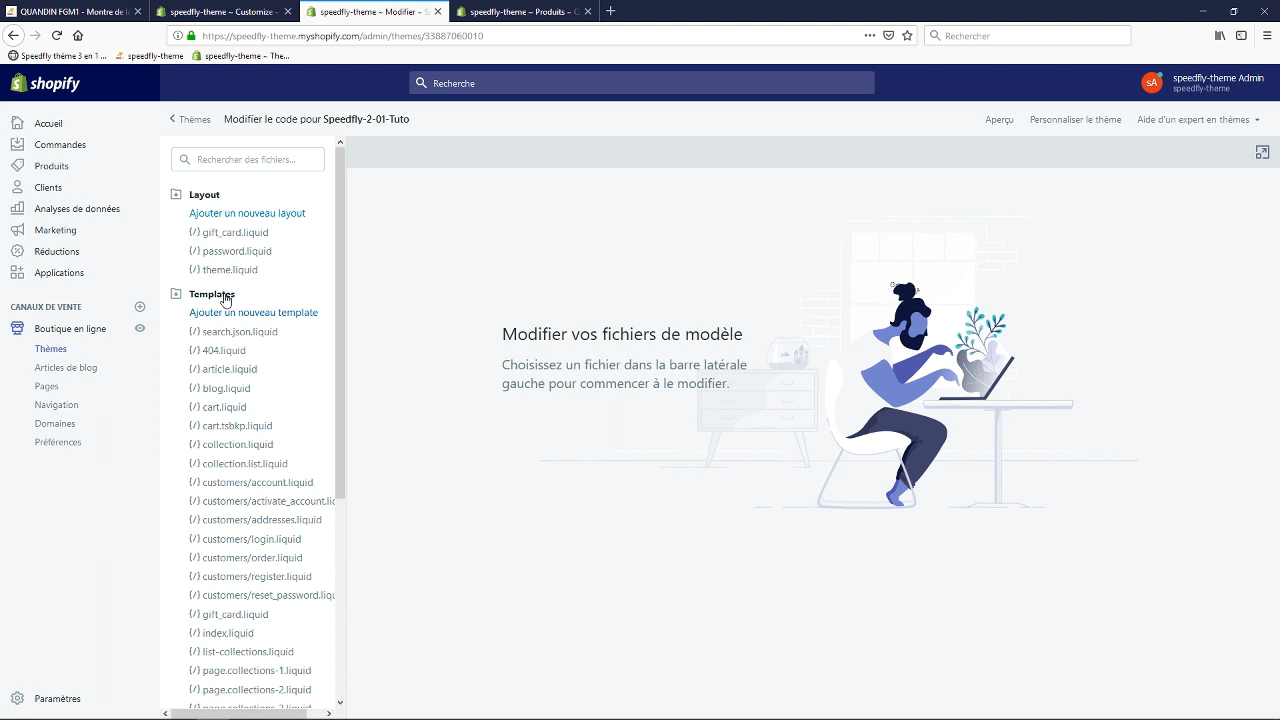 QUANDIN FGM1 - Montre de l
speedfly-theme ~ Customize ~
speedfly-theme ~ Modifier ~ S
speedfly-theme ~ Produits ~
https://speedfly-theme.myshopify.com/admin/themes/33887060010
Rechercher
Speedfly thème 3 en 1 ...
speedfly-theme
speedfly-theme ~ The...
shopify
Recherche
sA
speedfly-theme Admin
speedfly-theme
Thèmes
Modifier le code pour Speedfly-2-01-Tuto
Aperçu
Personnaliser le thème
Aide d'un expert en thèmes
Accueil
Commandes
Produits
Clients
Analyses de données
Marketing
Réductions
Applications
CANAUX DE VENTE
Boutique en ligne
Thèmes
Articles de blog
Pages
Navigation
Domaines
Préférences
Paramètres
Rechercher des fichiers...
Layout
Ajouter un nouveau layout
{/} gift_card.liquid
{/} password.liquid
{/} theme.liquid
Templates
Ajouter un nouveau template
{/} search.json.liquid
{/} 404.liquid
{/} article.liquid
{/} blog.liquid
{/} cart.liquid
{/} cart.tsbkp.liquid
{/} collection.liquid
{/} collection.list.liquid
{/} customers/account.liquid
{/} customers/activate_account.lic
{/} customers/addresses.liquid
{/} customers/login.liquid
{/} customers/order.liquid
{/} customers/register.liquid
{/} customers/reset_password.liqu
{/} gift_card.liquid
{/} index.liquid
{/} list-collections.liquid
{/} page.collections-1.liquid
{/} page.collections-2.liquid
Modifier vos fichiers de modèle
Choisissez un fichier dans la barre latérale
gauche pour commencer à le modifier.